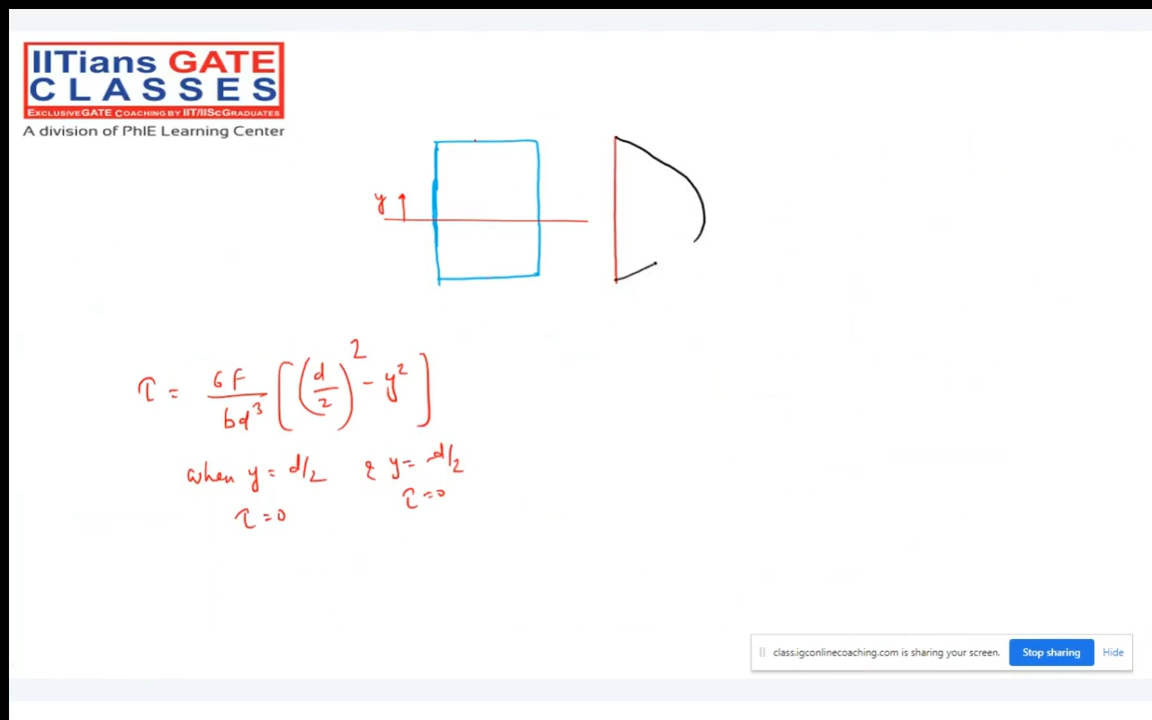 IITians GATE
CLASSES
EXCLUSIVE GATE COACHING BY IIT/IISc GRADUATES
A division of PhIE Learning Center
y
τ = 6F/bd³ [(d/2)² - y²]
when y = d/2 & y = -d/2
τ = 0 τ = 0
class.igconlinecoaching.com is sharing your screen. Stop sharing Hide